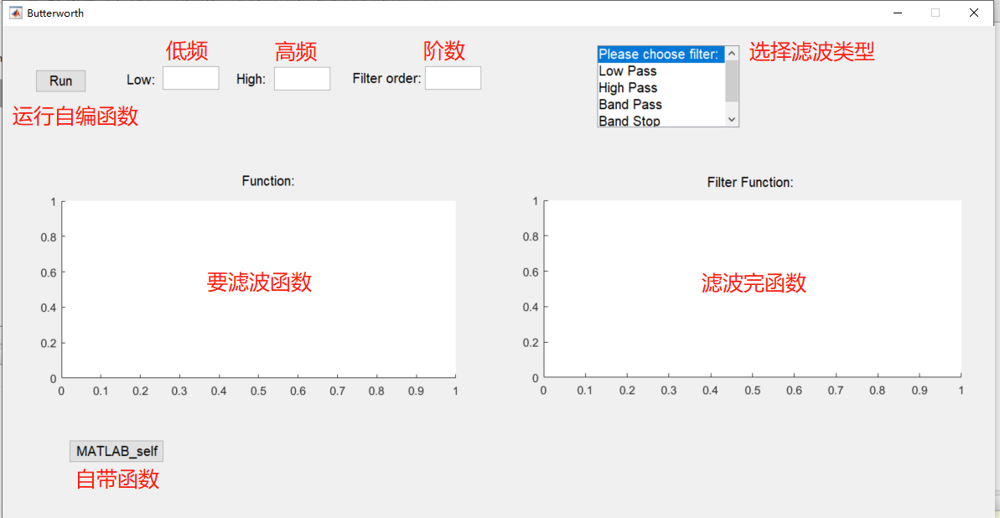 Butterworth
低频
高频
阶数
Please choose filter:
选择滤波类型
Low Pass
Run
Low:
High:
Filter order:
High Pass
Band Pass
Band Stop
运行自编函数
Function:
Filter Function:
1
0.8
0.6
0.4
0.2
0
0 0.1 0.2 0.3 0.4 0.5 0.6 0.7 0.8 0.9 1
要滤波函数
1
0.8
0.6
0.4
0.2
0
0 0.1 0.2 0.3 0.4 0.5 0.6 0.7 0.8 0.9 1
滤波完函数
MATLAB_self
自带函数